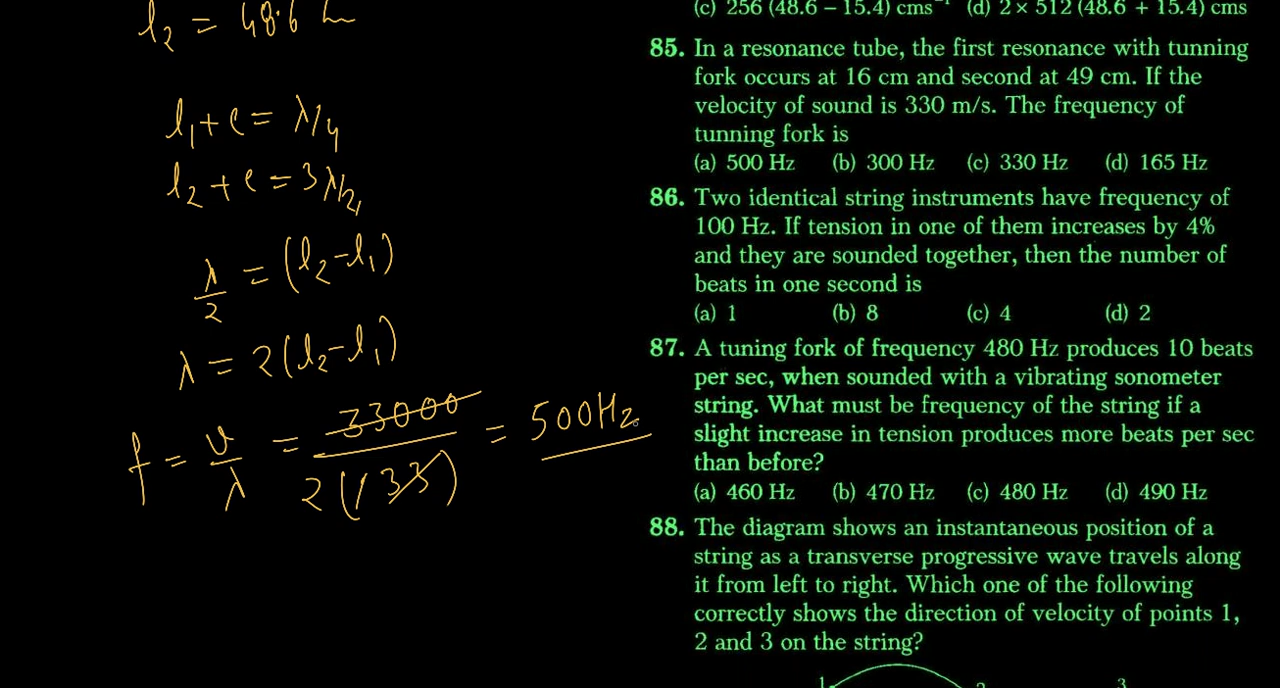 l₂ = 48.6
l₁ + e = λ/4
l₂ + e = 3λ/4
λ/2 = (l₂ - l₁)
λ = 2(l₂ - l₁)
f = v/λ = 33000/2(33) = 500Hz
(c) 256 (48.6 – 15.4) cms⁻¹ (d) 2 × 512 (48.6 + 15.4) cms
85. In a resonance tube, the first resonance with tunning
fork occurs at 16 cm and second at 49 cm. If the
velocity of sound is 330 m/s. The frequency of
tunning fork is
(a) 500 Hz (b) 300 Hz (c) 330 Hz (d) 165 Hz
86. Two identical string instruments have frequency of
100 Hz. If tension in one of them increases by 4%
and they are sounded together, then the number of
beats in one second is
(a) 1 (b) 8 (c) 4 (d) 2
87. A tuning fork of frequency 480 Hz produces 10 beats
per sec, when sounded with a vibrating sonometer
string. What must be frequency of the string if a
slight increase in tension produces more beats per sec
than before?
(a) 460 Hz (b) 470 Hz (c) 480 Hz (d) 490 Hz
88. The diagram shows an instantaneous position of a
string as a transverse progressive wave travels along
it from left to right. Which one of the following
correctly shows the direction of velocity of points 1,
2 and 3 on the string?
1 2 3